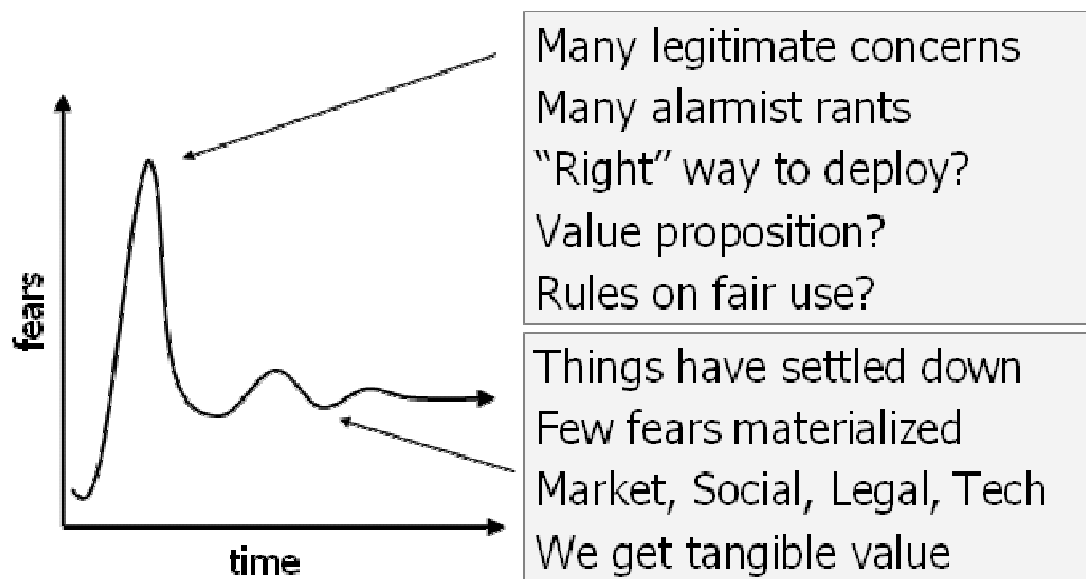 Many legitimate concerns
Many alarmist rants
“Right” way to deploy?
Value proposition?
Rules on fair use?
fears
Things have settled down
Few fears materialized
Market, Social, Legal, Tech
We get tangible value
time